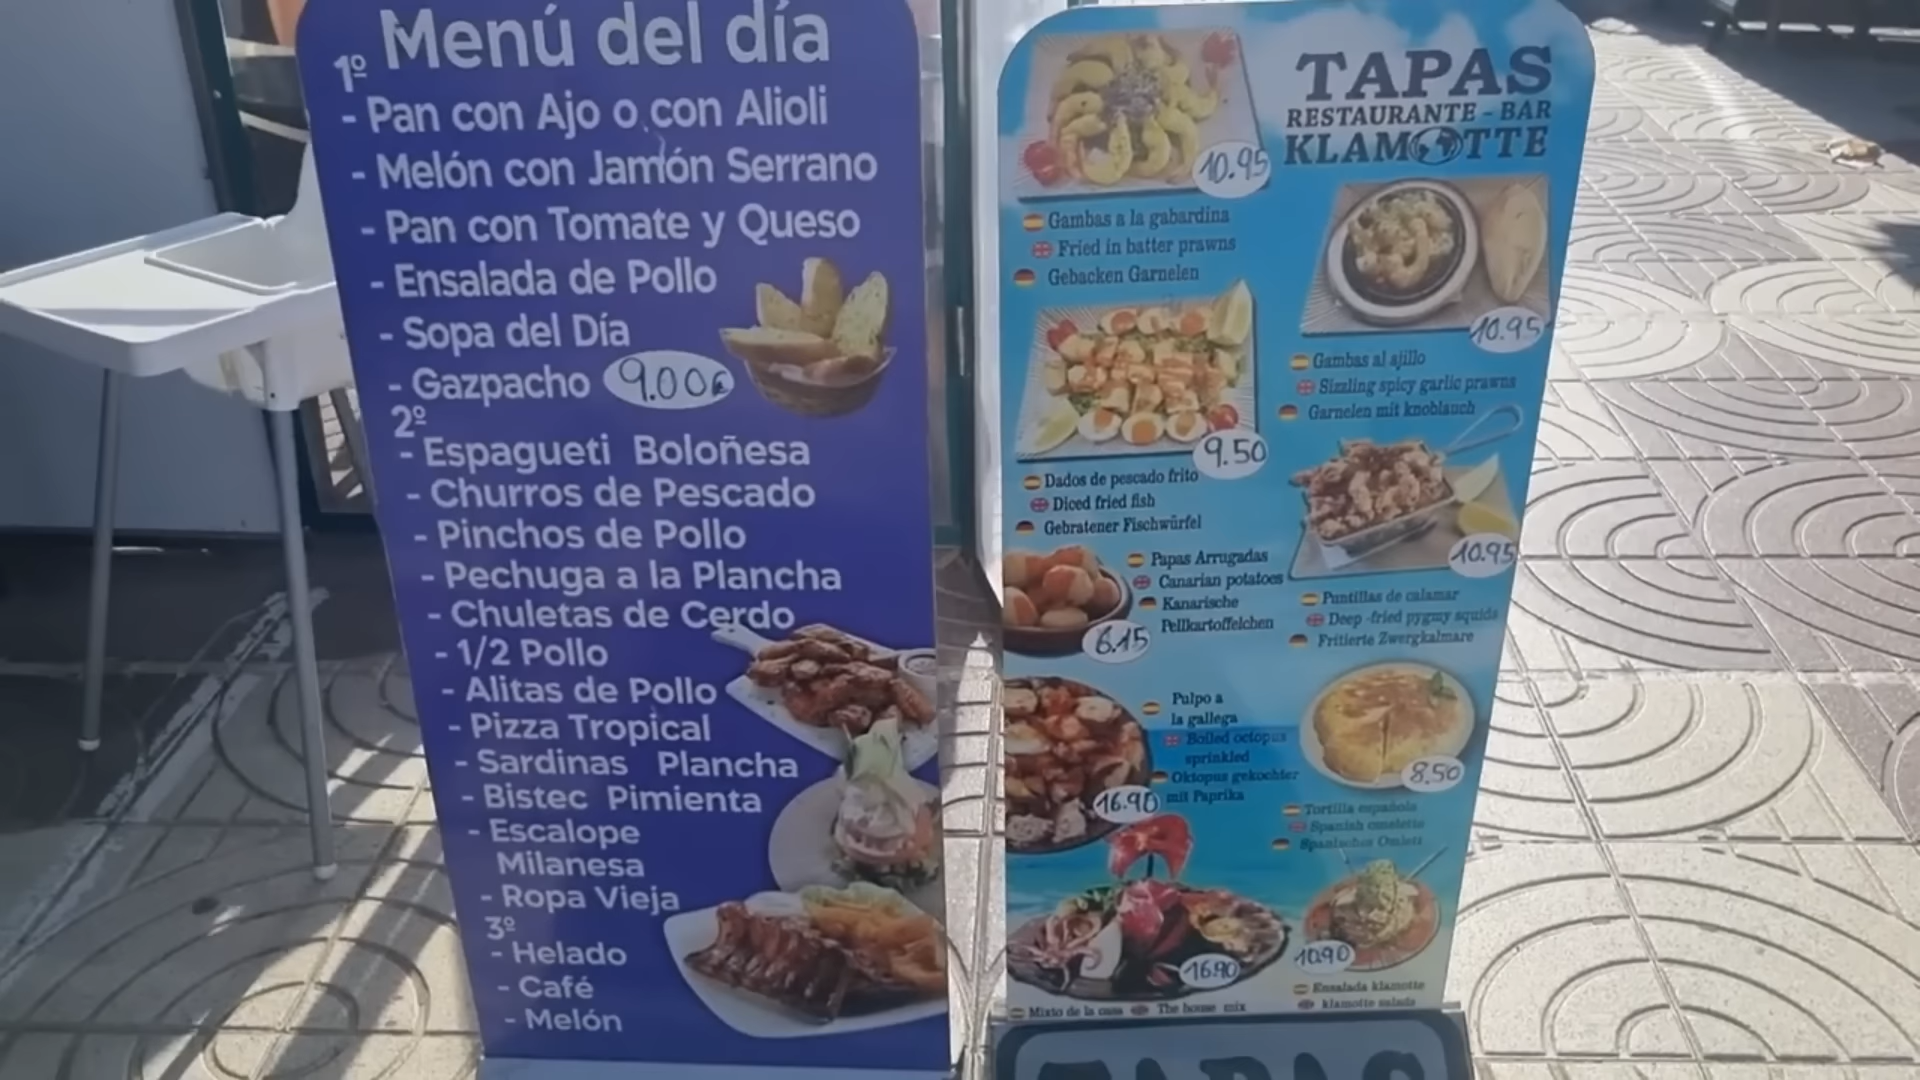 Menú del día
1º
- Pan con Ajo o con Alioli
- Melón con Jamón Serrano
- Pan con Tomate y Queso
- Ensalada de Pollo
- Sopa del Día
- Gazpacho 9.00€
2º
- Espagueti Boloñesa
- Churros de Pescado
- Pinchos de Pollo
- Pechuga a la Plancha
- Chuletas de Cerdo
- 1/2 Pollo
- Alitas de Pollo
- Pizza Tropical
- Sardinas Plancha
- Bistec Pimienta
- Escalope
Milanesa
- Ropa Vieja
3º
- Helado
- Café
- Melón
TAPAS
RESTAURANTE - BAR
KLAMOTTE
10.95
Gambas a la gabardina
Fried in batter prawns
Gebacken Garnelen
10.95
Gambas al ajillo
Sizzling spicy garlic prawns
Garnelen mit knoblauch
9.50
Dados de pescado frito
Diced fried fish
Gebratener Fischwürfel
10.95
Puntillas de calamar
Deep -fried pygmy squids
Fritierte Zwergkalmare
Papas Arrugadas
Canarian potatoes
Kanarische
Pellkartoffelchen
6.15
Pulpo a
la gallega
Boiled octopus
sprinkled
Oktopus gekochter
mit Paprika
16.90
8.50
Tortilla española
Spanish omelette
Spanisches Omlett
16.90
Mixto de la casa The house mix
10.90
Ensalada klamotte
klamotte salads
TAPAS